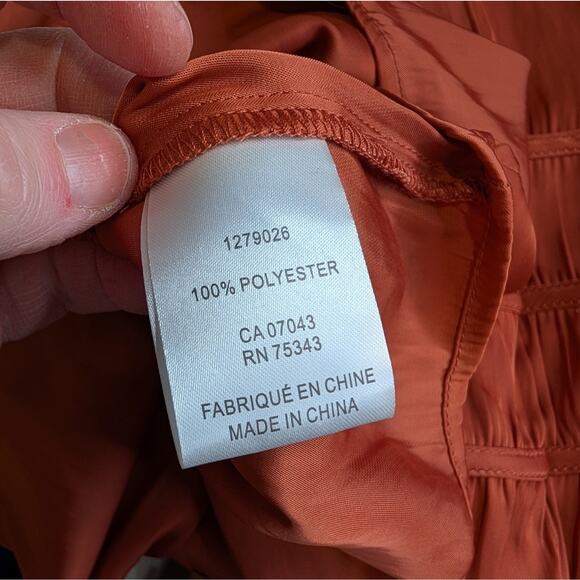 1279026
100% POLYESTER
CA 07043
RN 75343
FABRIQUÉ EN CHINE
MADE IN CHINA